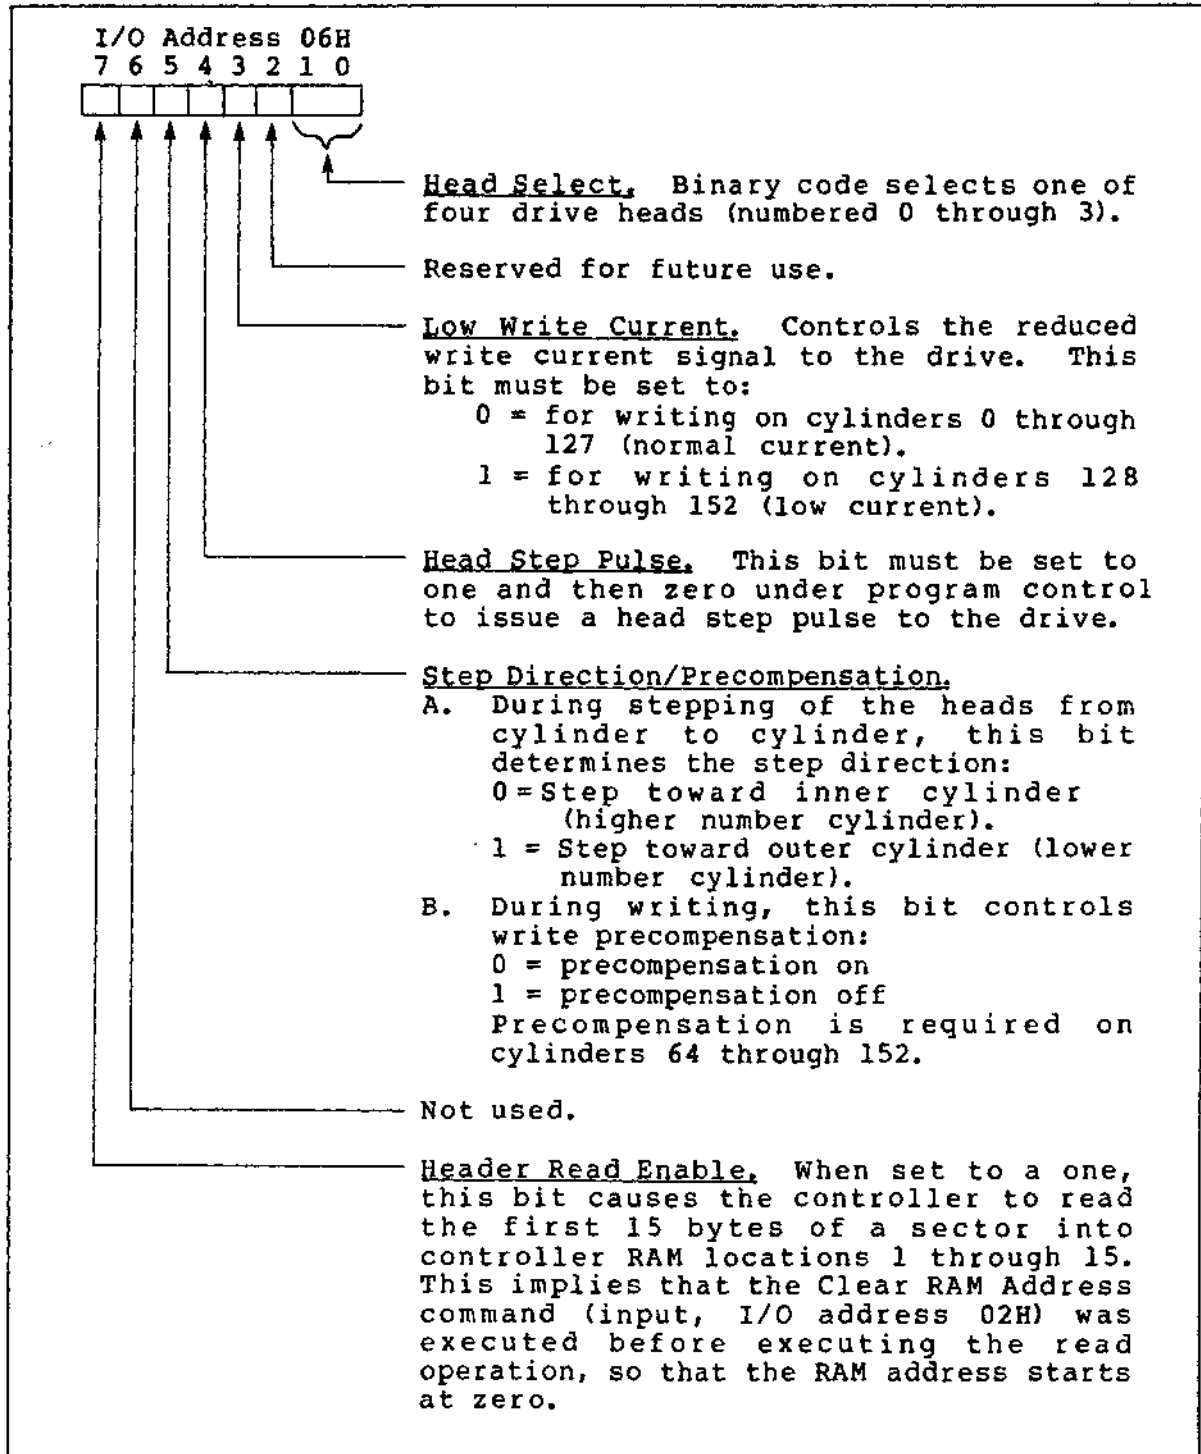 I/O Address 06H
7 6 5 4 3 2 1 0
Head Select. Binary code selects one of
four drive heads (numbered 0 through 3).
Reserved for future use.
Low Write Current. Controls the reduced
write current signal to the drive. This
bit must be set to:
0 = for writing on cylinders 0 through
127 (normal current).
1 = for writing on cylinders 128
through 152 (low current).
Head Step Pulse. This bit must be set to
one and then zero under program control
to issue a head step pulse to the drive.
Step Direction/Precompensation.
A. During stepping of the heads from
cylinder to cylinder, this bit
determines the step direction:
0 = Step toward inner cylinder
(higher number cylinder).
1 = Step toward outer cylinder (lower
number cylinder).
B. During writing, this bit controls
write precompensation:
0 = precompensation on
1 = precompensation off
Precompensation is required on
cylinders 64 through 152.
Not used.
Header Read Enable. When set to a one,
this bit causes the controller to read
the first 15 bytes of a sector into
controller RAM locations 1 through 15.
This implies that the Clear RAM Address
command (input, I/O address 02H) was
executed before executing the read
operation, so that the RAM address starts
at zero.